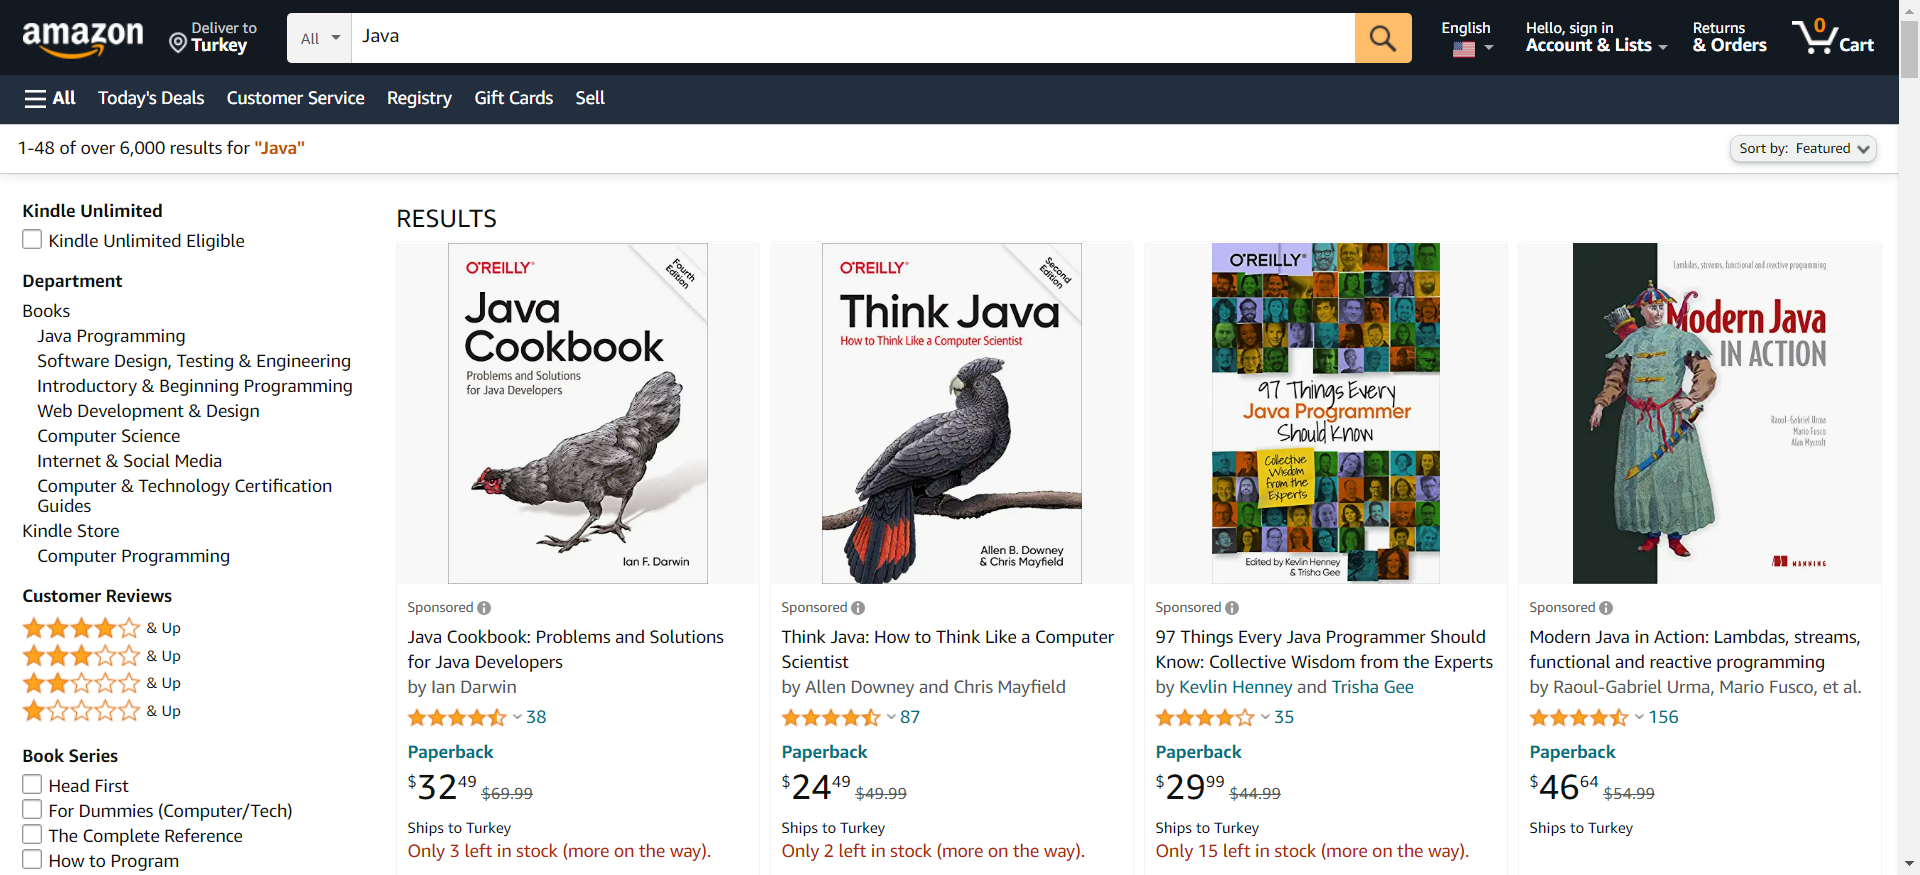 amazon
Deliver to
Turkey
All
Java
English
Hello, sign in
Account & Lists
Returns
& Orders
0
Cart
All
Today's Deals
Customer Service
Registry
Gift Cards
Sell
1-48 of over 6,000 results for "Java"
Sort by: Featured
Kindle Unlimited
Kindle Unlimited Eligible
Department
Books
Java Programming
Software Design, Testing & Engineering
Introductory & Beginning Programming
Web Development & Design
Computer Science
Internet & Social Media
Computer & Technology Certification
Guides
Kindle Store
Computer Programming
Customer Reviews
& Up
& Up
& Up
& Up
Book Series
Head First
For Dummies (Computer/Tech)
The Complete Reference
How to Program
RESULTS
O'REILLY®
Fourth
Edition
Java
Cookbook
Problems and Solutions
for Java Developers
Ian F. Darwin
Sponsored
Java Cookbook: Problems and Solutions
for Java Developers
by Ian Darwin
38
Paperback
$32 49 $69.99
Ships to Turkey
Only 3 left in stock (more on the way).
O'REILLY®
Second
Edition
Think Java
How to Think Like a Computer Scientist
Allen B. Downey
& Chris Mayfield
Sponsored
Think Java: How to Think Like a Computer
Scientist
by Allen Downey and Chris Mayfield
87
Paperback
$24 49 $49.99
Ships to Turkey
Only 2 left in stock (more on the way).
O'REILLY®
97 Things Every
Java Programmer
Should Know
Collective
Wisdom
from the
Experts
Edited by Kevlin Henney
& Trisha Gee
Sponsored
97 Things Every Java Programmer Should
Know: Collective Wisdom from the Experts
by Kevlin Henney and Trisha Gee
35
Paperback
$29 99 $44.99
Ships to Turkey
Only 15 left in stock (more on the way).
Lambdas, streams, functional and reactive programming
Modern Java
IN ACTION
Raoul-Gabriel Urma
Mario Fusco
Alan Mycroft
MANNING
Sponsored
Modern Java in Action: Lambdas, streams,
functional and reactive programming
by Raoul-Gabriel Urma, Mario Fusco, et al.
156
Paperback
$46 64 $54.99
Ships to Turkey